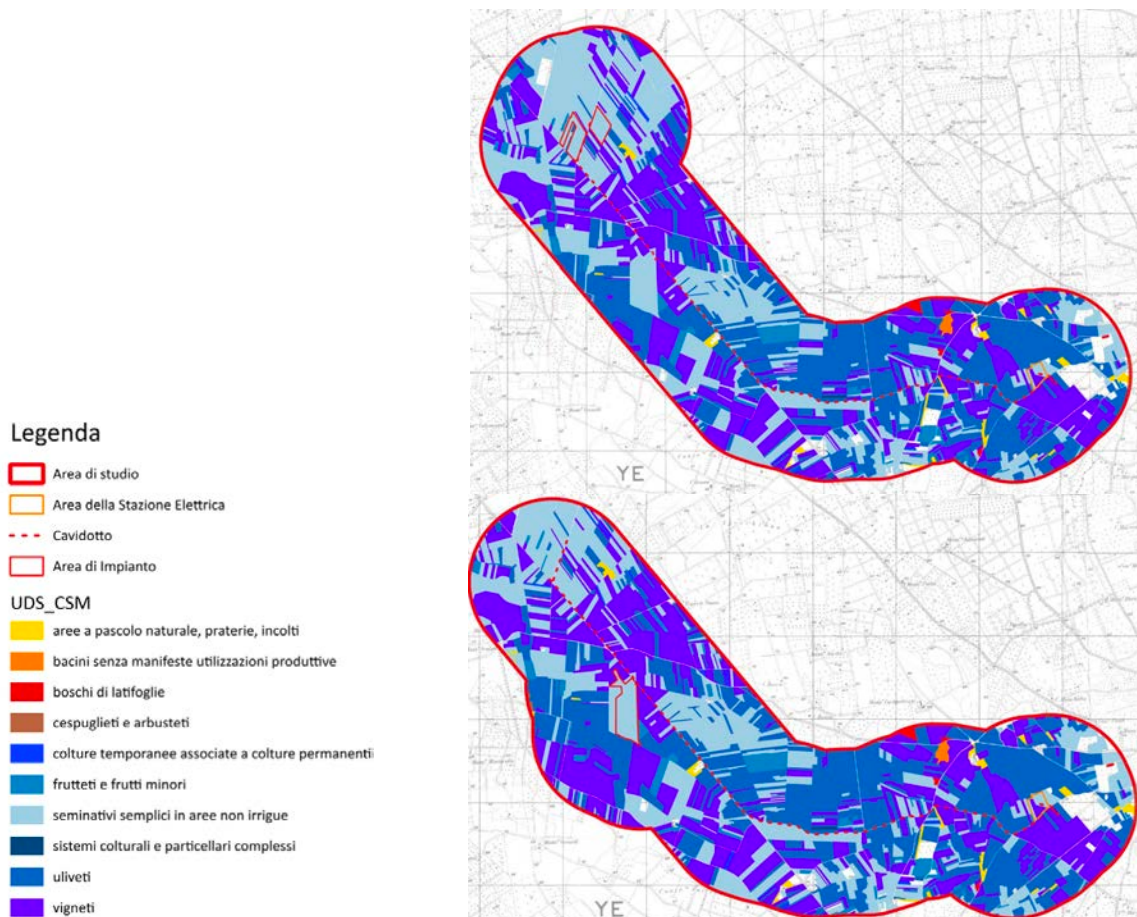 Legenda
Area di studio
Area della Stazione Elettrica
Cavidotto
Area di Impianto
UDS_CSM
aree a pascolo naturale, praterie, incolti
bacini senza manifeste utilizzazioni produttive
boschi di latifoglie
cespuglieti e arbusteti
colture temporanee associate a colture permanenti
frutteti e frutti minori
seminativi semplici in aree non irrigue
sistemi colturali e particellari complessi
uliveti
vigneti
YE
YE